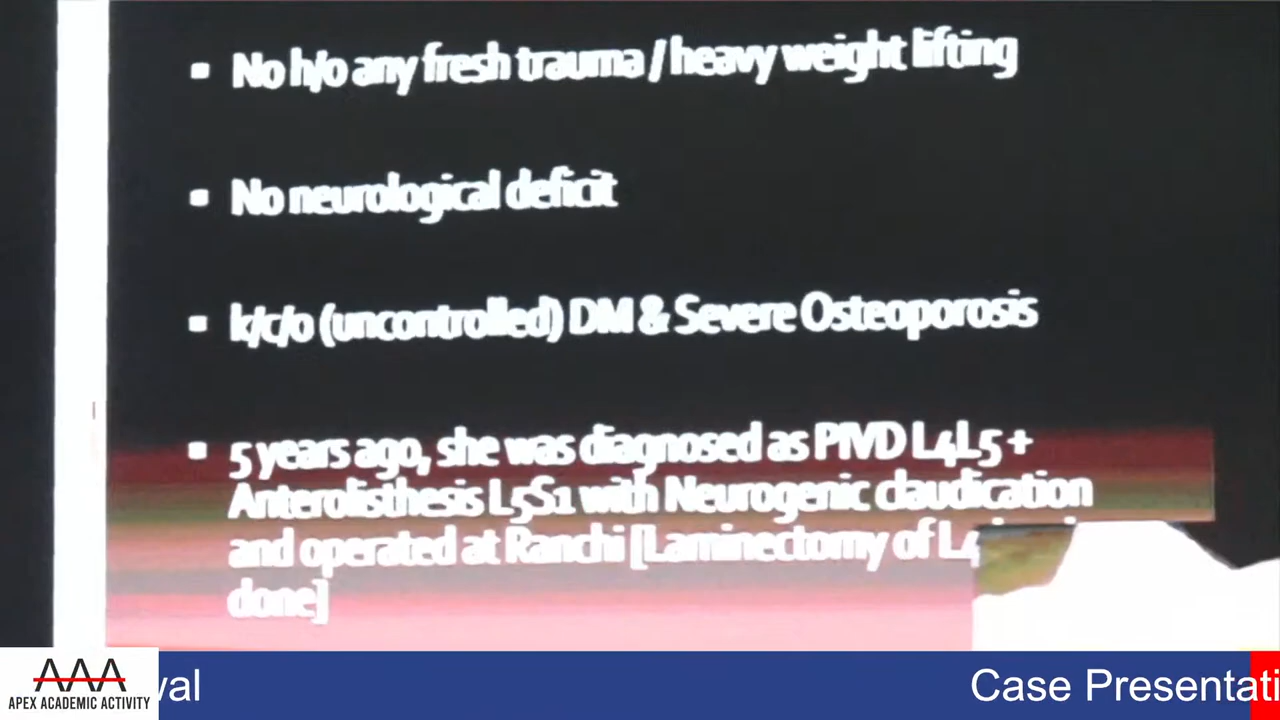 No h/o any fresh trauma / heavy weight lifting
No neurological deficit
k/c/o (uncontrolled) DM & Severe Osteoporosis
5 years ago, she was diagnosed as PIVD L4L5 +
Anterolisthesis L5S1 with Neurogenic claudication
and operated at Ranchi [Laminectomy of L4
done]
AAA
APEX ACADEMIC ACTIVITY
val
Case Presentati